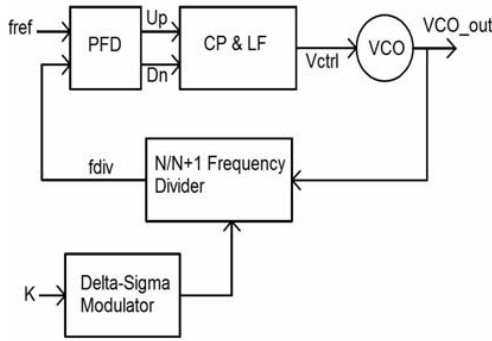 fref
PFD
Up
Dn
CP & LF
Vctrl
VCO
VCO_out
fdiv
N/N+1 Frequency
Divider
K
Delta-Sigma
Modulator